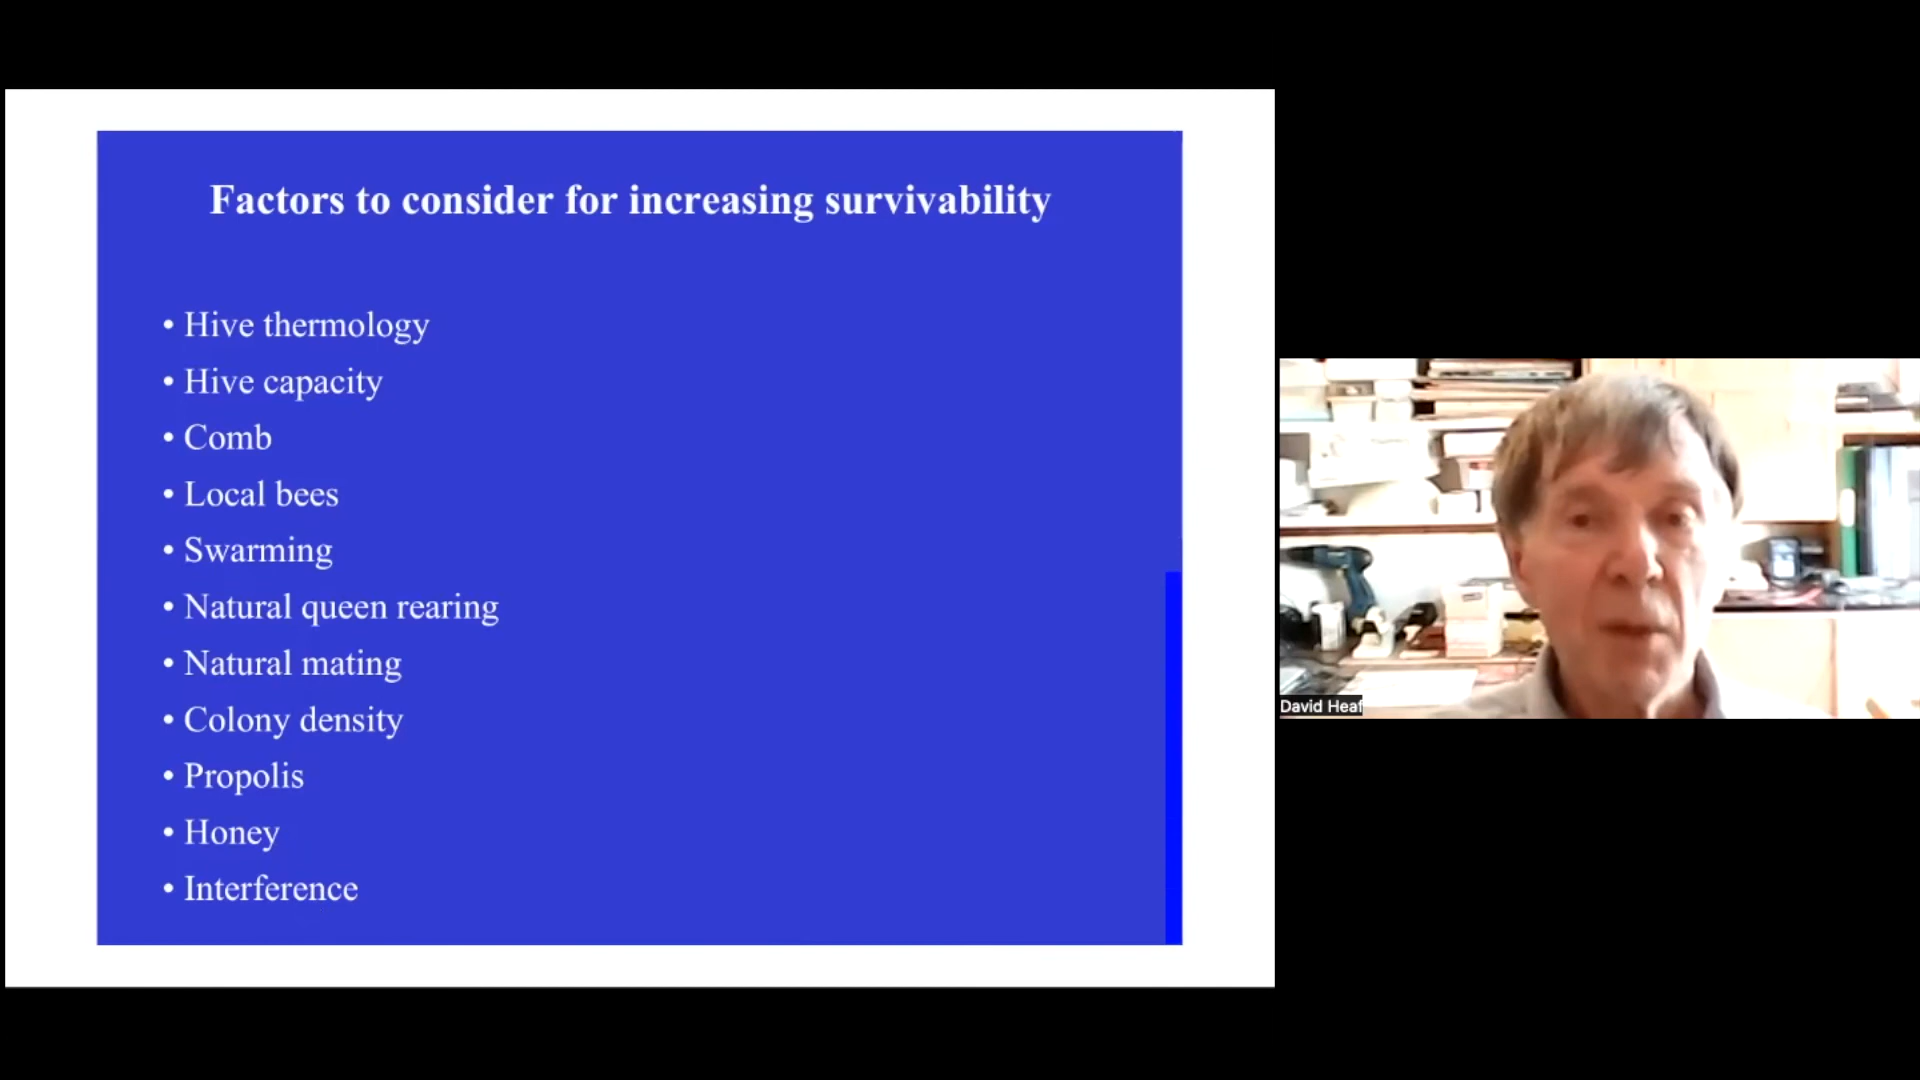 Factors to consider for increasing survivability
• Hive thermology
• Hive capacity
• Comb
• Local bees
• Swarming
• Natural queen rearing
• Natural mating
• Colony density
• Propolis
• Honey
• Interference
David Heaf